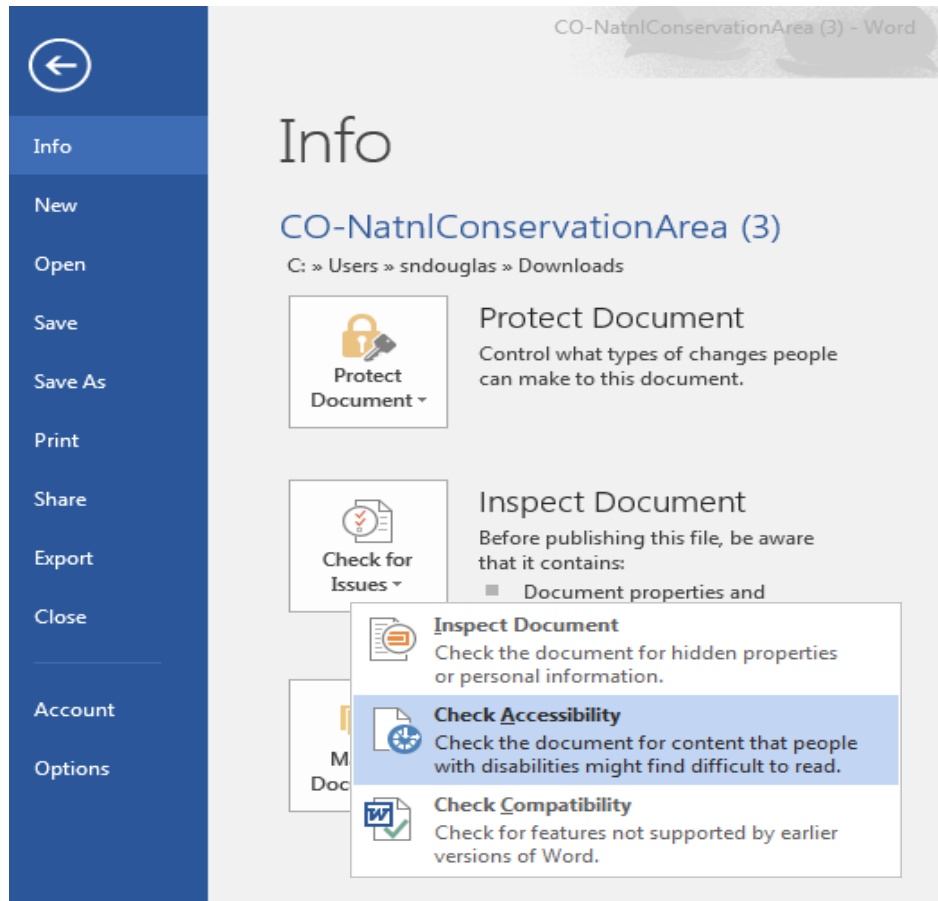 CO-NatnlConservationArea (3) - Word
Info
New
Open
Save
Save As
Print
Share
Export
Close
Account
Options
Info
CO-NatnlConservationArea (3)
C: » Users » sndouglas » Downloads
Protect
Document
Protect Document
Control what types of changes people
can make to this document.
Check for
Issues
Inspect Document
Before publishing this file, be aware
that it contains:
Document properties and
Inspect Document
Check the document for hidden properties
or personal information.
Check Accessibility
Check the document for content that people
with disabilities might find difficult to read.
Check Compatibility
Check for features not supported by earlier
versions of Word.